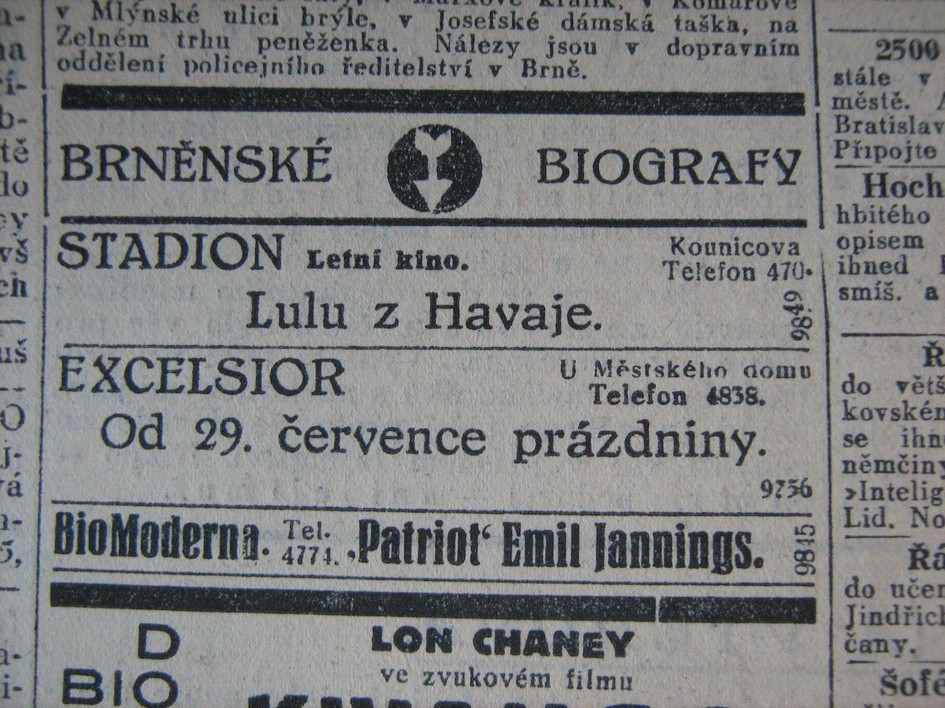 v Mlýnské ulici brýle, v Josefské dámská taška, na
Zelném trhu peněženka. Nálezy jsou v dopravním
oddělení policejního ředitelství v Brně.
BRNĚNSKÉ BIOGRAFY
STADION Letní kino.
Kounicova
Telefon 470.
Lulu z Havaje.
9849
EXCELSIOR
U Městského domu
Telefon 4838.
Od 29. července prázdniny.
9756
BioModerna. Tel. 4774. ‚Patriot‘ Emil Jannings.
9845
D
BIO
LON CHANEY
ve zvukovém filmu
2500
stále v
městě.
Bratislav
Připojte
Hoch
hbitého
opisem
ihned
smíš. a
Ř
do větš
kovském
se ihn
němčiny
»Intelig
Lid. No
Řá
do učen
Jindřich
čany.
Šofé